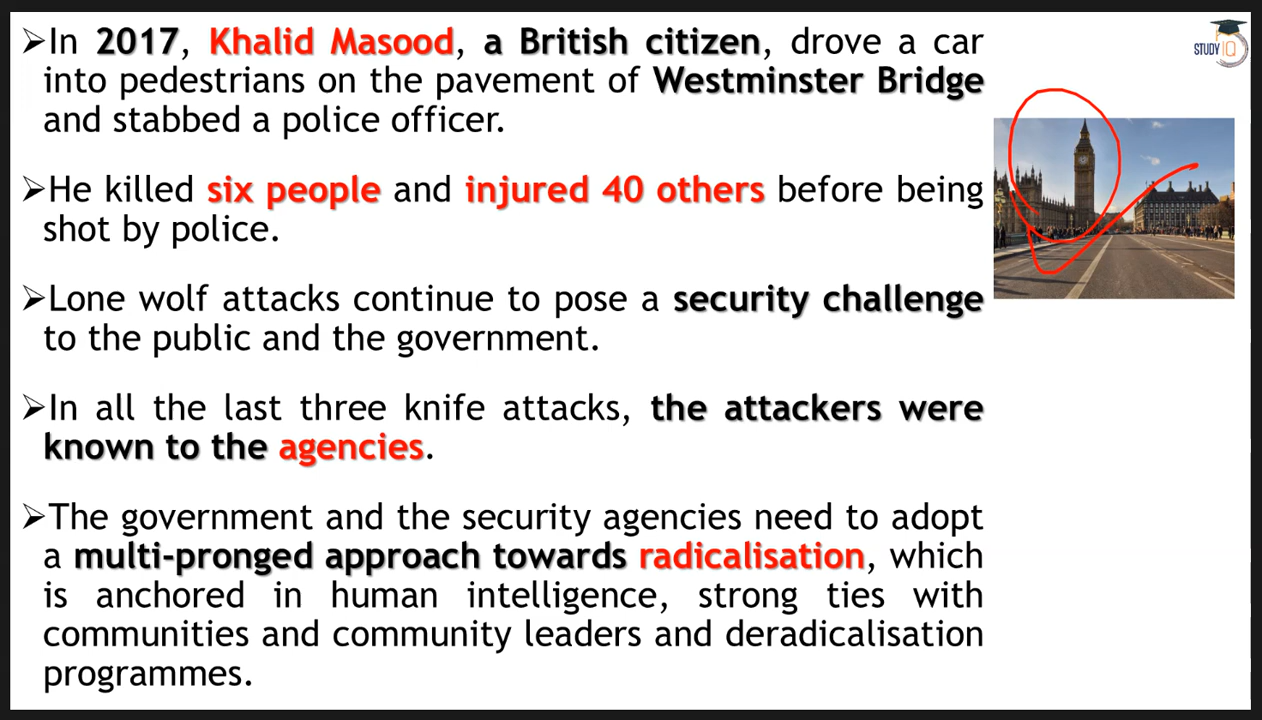 ➢In 2017, Khalid Masood, a British citizen, drove a car
into pedestrians on the pavement of Westminster Bridge
and stabbed a police officer.
➢He killed six people and injured 40 others before being
shot by police.
➢Lone wolf attacks continue to pose a security challenge
to the public and the government.
➢In all the last three knife attacks, the attackers were
known to the agencies.
➢The government and the security agencies need to adopt
a multi-pronged approach towards radicalisation, which
is anchored in human intelligence, strong ties with
communities and community leaders and deradicalisation
programmes.
STUDY IQ